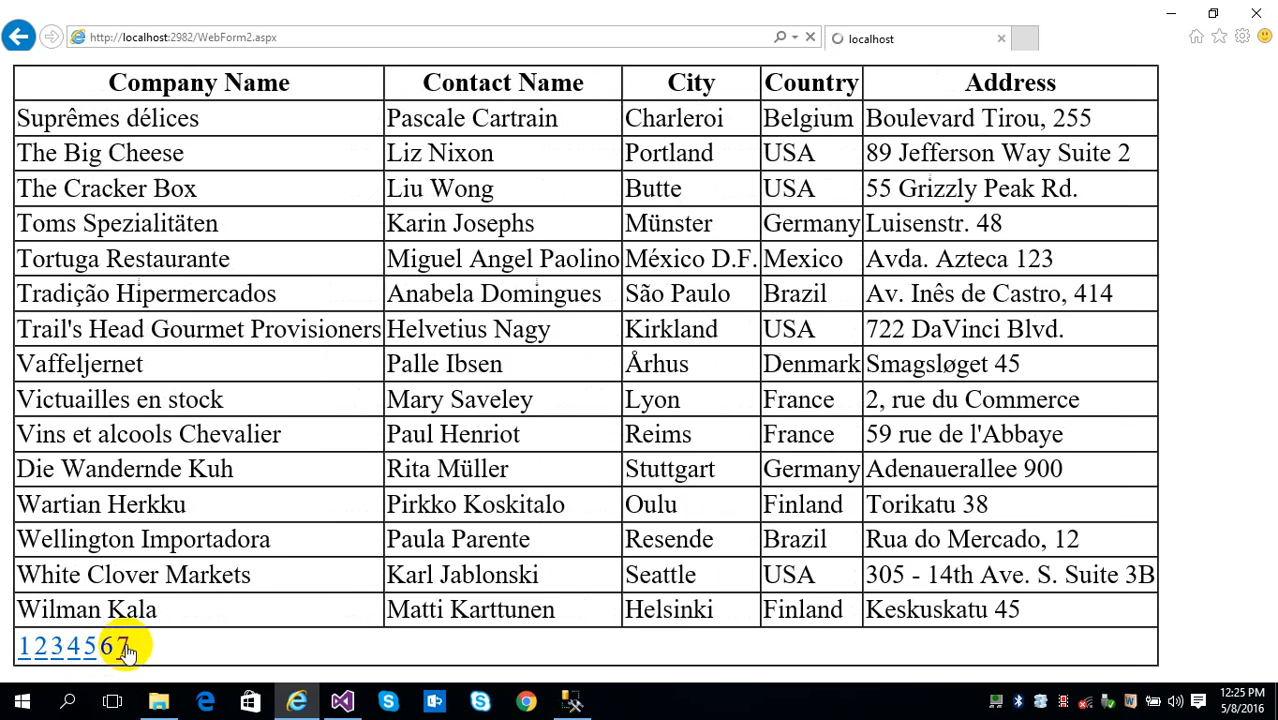 http://localhost:2982/WebForm2.aspx
localhost
Company Name Contact Name City Country Address
Suprêmes délices Pascale Cartrain Charleroi Belgium Boulevard Tirou, 255
The Big Cheese Liz Nixon Portland USA 89 Jefferson Way Suite 2
The Cracker Box Liu Wong Butte USA 55 Grizzly Peak Rd.
Toms Spezialitäten Karin Josephs Münster Germany Luisenstr. 48
Tortuga Restaurante Miguel Angel Paolino México D.F. Mexico Avda. Azteca 123
Tradição Hipermercados Anabela Domingues São Paulo Brazil Av. Inês de Castro, 414
Trail's Head Gourmet Provisioners Helvetius Nagy Kirkland USA 722 DaVinci Blvd.
Vaffeljernet Palle Ibsen Århus Denmark Smagsløget 45
Victuailles en stock Mary Saveley Lyon France 2, rue du Commerce
Vins et alcools Chevalier Paul Henriot Reims France 59 rue de l'Abbaye
Die Wandernde Kuh Rita Müller Stuttgart Germany Adenauerallee 900
Wartian Herkku Pirkko Koskitalo Oulu Finland Torikatu 38
Wellington Importadora Paula Parente Resende Brazil Rua do Mercado, 12
White Clover Markets Karl Jablonski Seattle USA 305 - 14th Ave. S. Suite 3B
Wilman Kala Matti Karttunen Helsinki Finland Keskuskatu 45
1 2 3 4 5 6 7
12:25 PM
5/8/2016